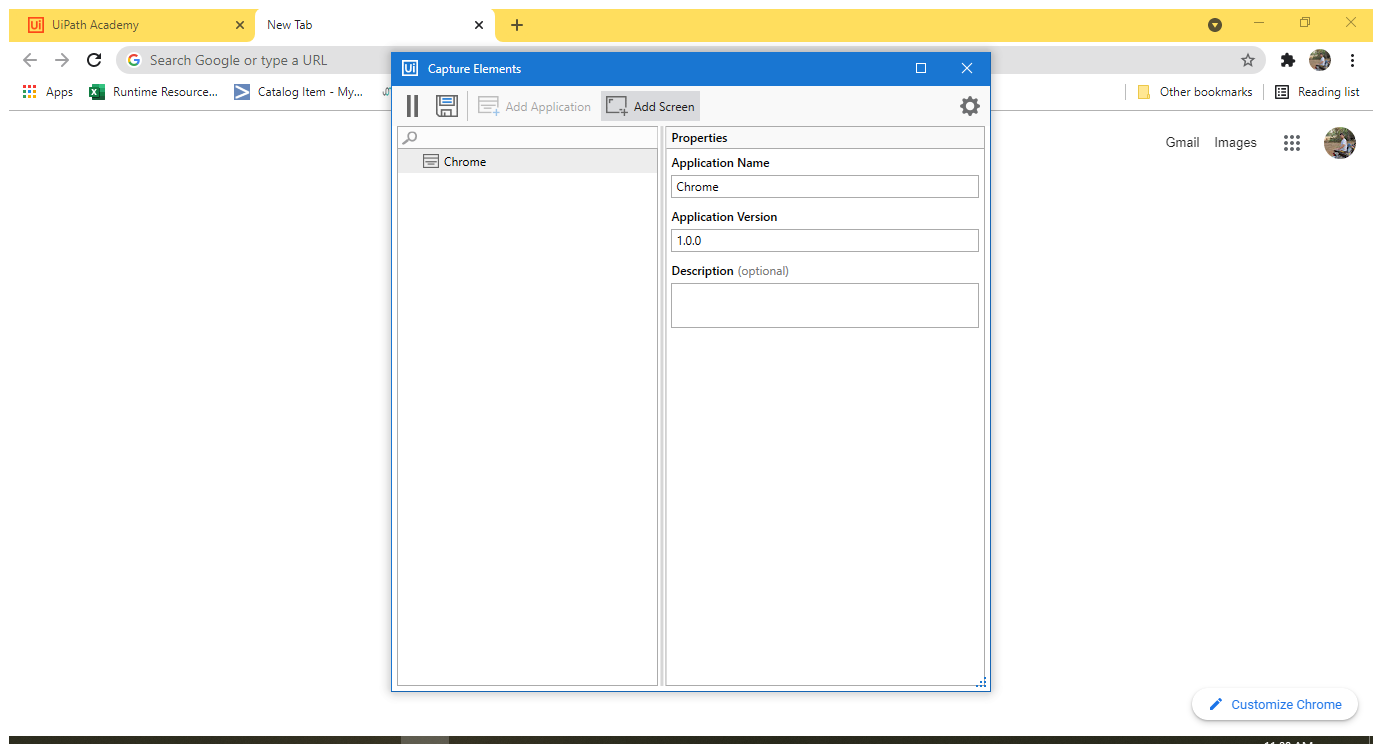 Ui UiPath Academy
New Tab
Search Google or type a URL
Apps
Runtime Resource...
Catalog Item - My...
Other bookmarks
Reading list
Gmail
Images
Ui Capture Elements
Add Application
Add Screen
Chrome
Properties
Application Name
Chrome
Application Version
1.0.0
Description (optional)
Customize Chrome